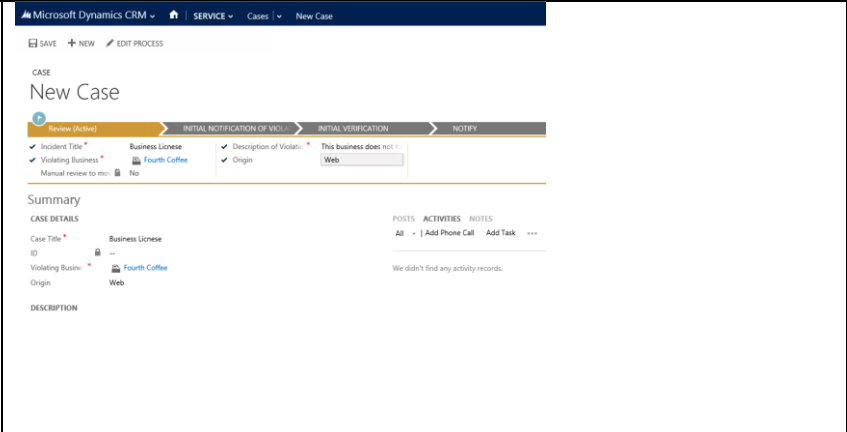 Microsoft Dynamics CRM SERVICE Cases New Case
SAVE NEW EDIT PROCESS
CASE
New Case
Review (Active) INITIAL NOTIFICATION OF VIOLA INITIAL VERIFICATION NOTIFY
Incident Title * Business Licnese Description of Violatic * This business does not
Violating Business * Fourth Coffee Origin Web
Manual review to mov No
Summary
CASE DETAILS POSTS ACTIVITIES NOTES
Case Title * Business Licnese All | Add Phone Call Add Task ...
ID --
Violating Busine * Fourth Coffee We didn't find any activity records.
Origin Web
DESCRIPTION